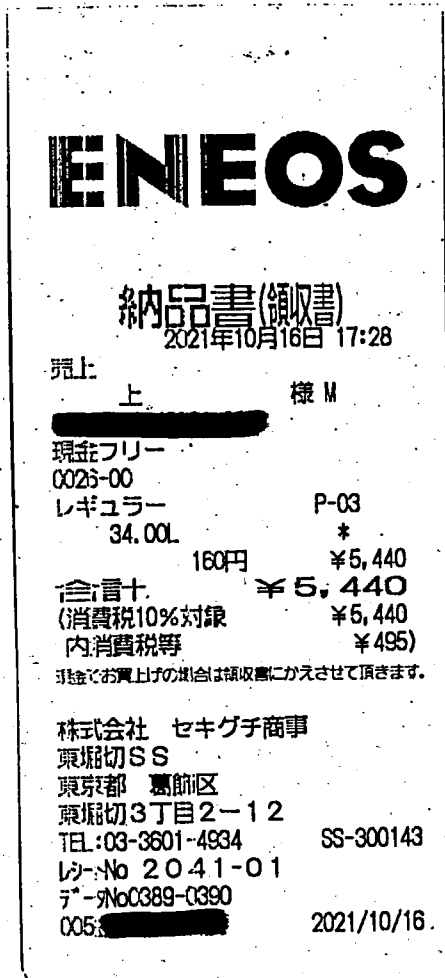 ENEOS
納品書(領収書)
2021年10月16日 17:28
売上
上 様 M
現金フリー
0026-00
レギュラー P-03
34.00L *
160円 ¥5,440
合計 ¥5,440
(消費税10%対象 ¥5,440
内消費税等 ¥495)
現金でお買上げの場合は領収書にかえさせて頂きます。
株式会社 セキグチ商事
東堀切SS
東京都 葛飾区
東堀切3丁目2ー12
TEL:03-3601-4934 SS-300143
レシートNo 2041-01
データNo0389-0390
005: 2021/10/16